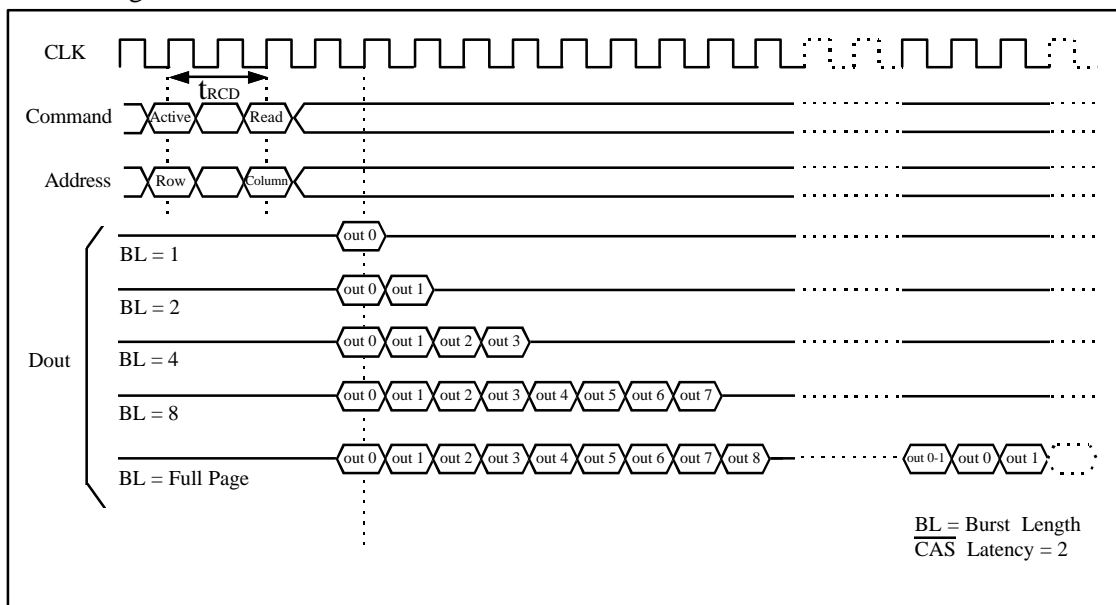 CLK
tRCD
Command Active Read
Address Row Column
out 0
BL = 1
out 0 out 1
BL = 2
out 0 out 1 out 2 out 3
BL = 4
Dout
out 0 out 1 out 2 out 3 out 4 out 5 out 6 out 7
BL = 8
out 0 out 1 out 2 out 3 out 4 out 5 out 6 out 7 out 8 out 0-1 out 0 out 1
BL = Full Page
BL = Burst Length
CAS Latency = 2